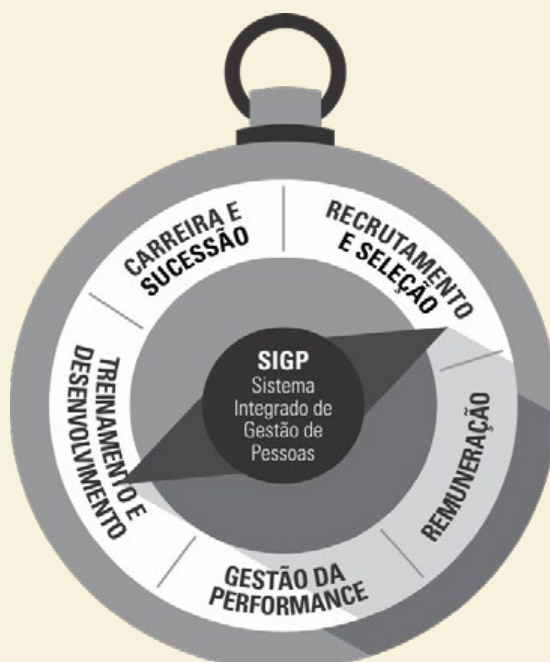 CARREIRA E
SUCESSÃO
RECRUTAMENTO
E SELEÇÃO
REMUNERAÇÃO
GESTÃO DA
PERFORMANCE
TREINAMENTO E
DESENVOLVIMENTO
SIGP
Sistema
Integrado de
Gestão de
Pessoas